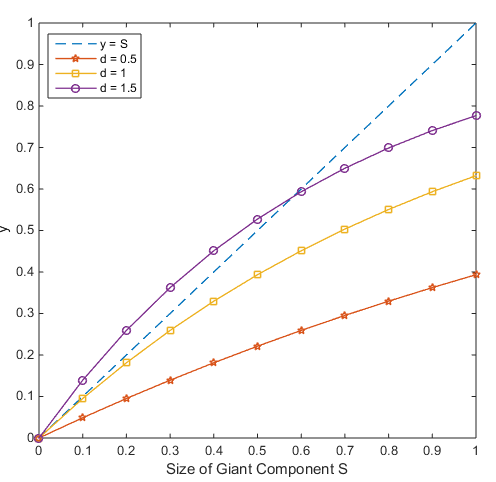 1
0.9
0.8
0.7
0.6
0.5
0.4
0.3
0.2
0.1
0
y
y = S
d = 0.5
d = 1
d = 1.5
0 0.1 0.2 0.3 0.4 0.5 0.6 0.7 0.8 0.9 1
Size of Giant Component S